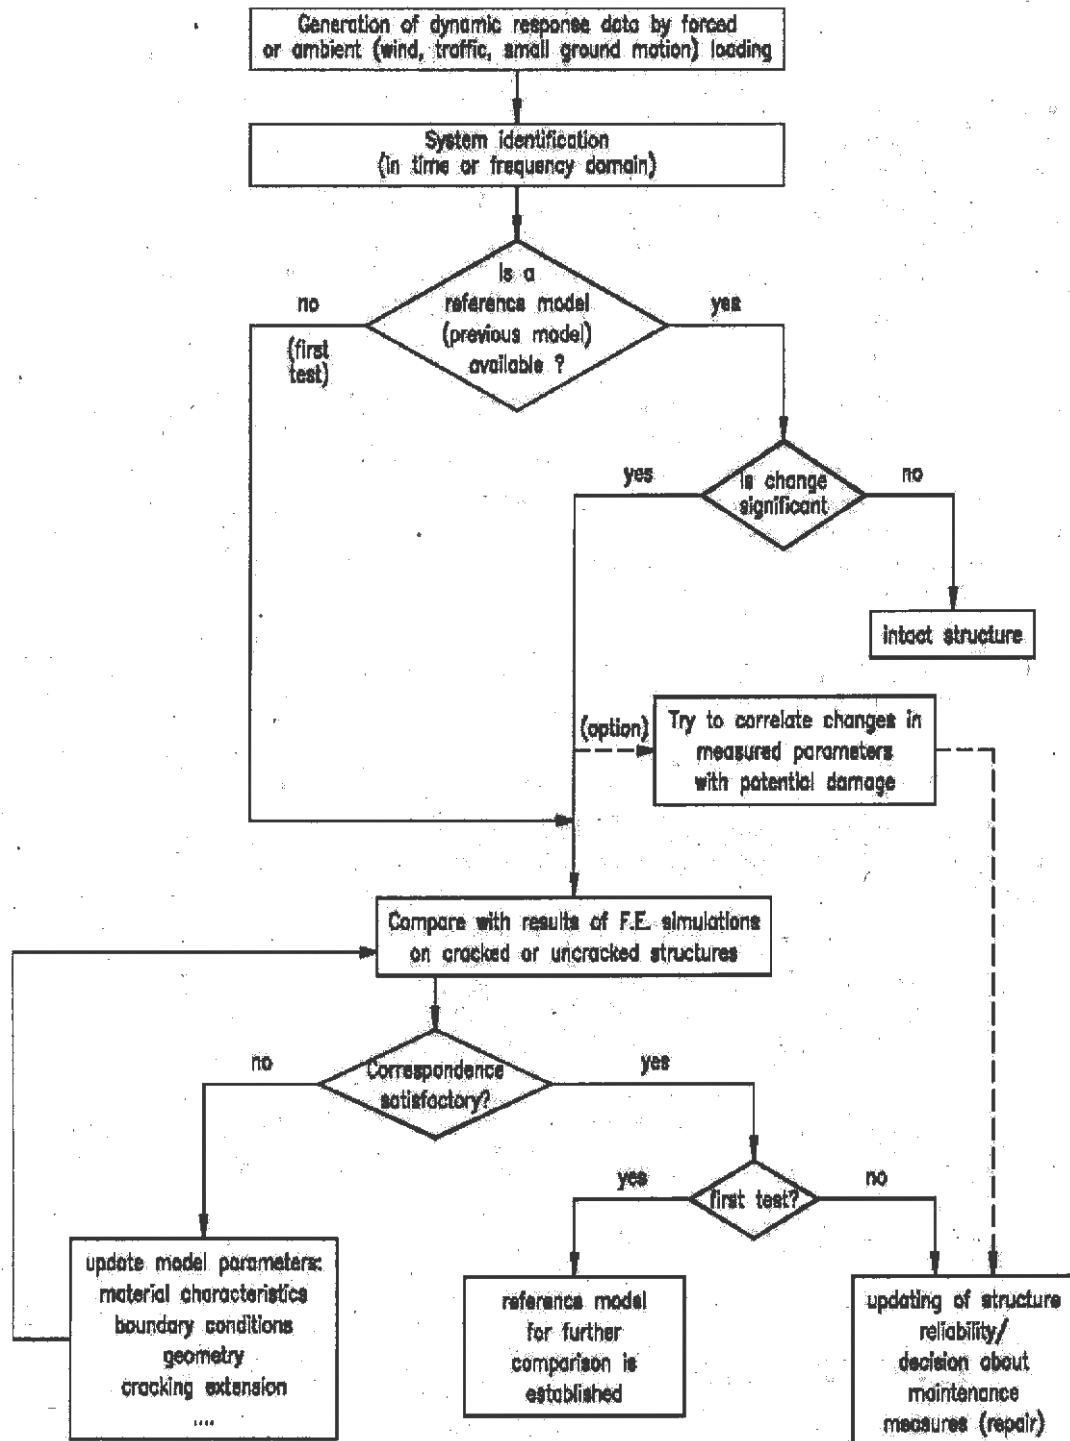 Generation of dynamic response data by forced
or ambient (wind, traffic, small ground motion) loading
System identification
(in time or frequency domain)
Is a
reference model
(previous model)
available ?
no
(first
test)
yes
Is change
significant
yes
no
intact structure
(option)
Try to correlate changes in
measured parameters
with potential damage
Compare with results of F.E. simulations
on cracked or uncracked structures
Correspondence
satisfactory?
no
yes
first test?
yes
no
update model parameters:
material characteristics
boundary conditions
geometry
cracking extension
....
reference model
for further
comparison is
established
updating of structure
reliability/
decision about
maintenance
measures (repair)